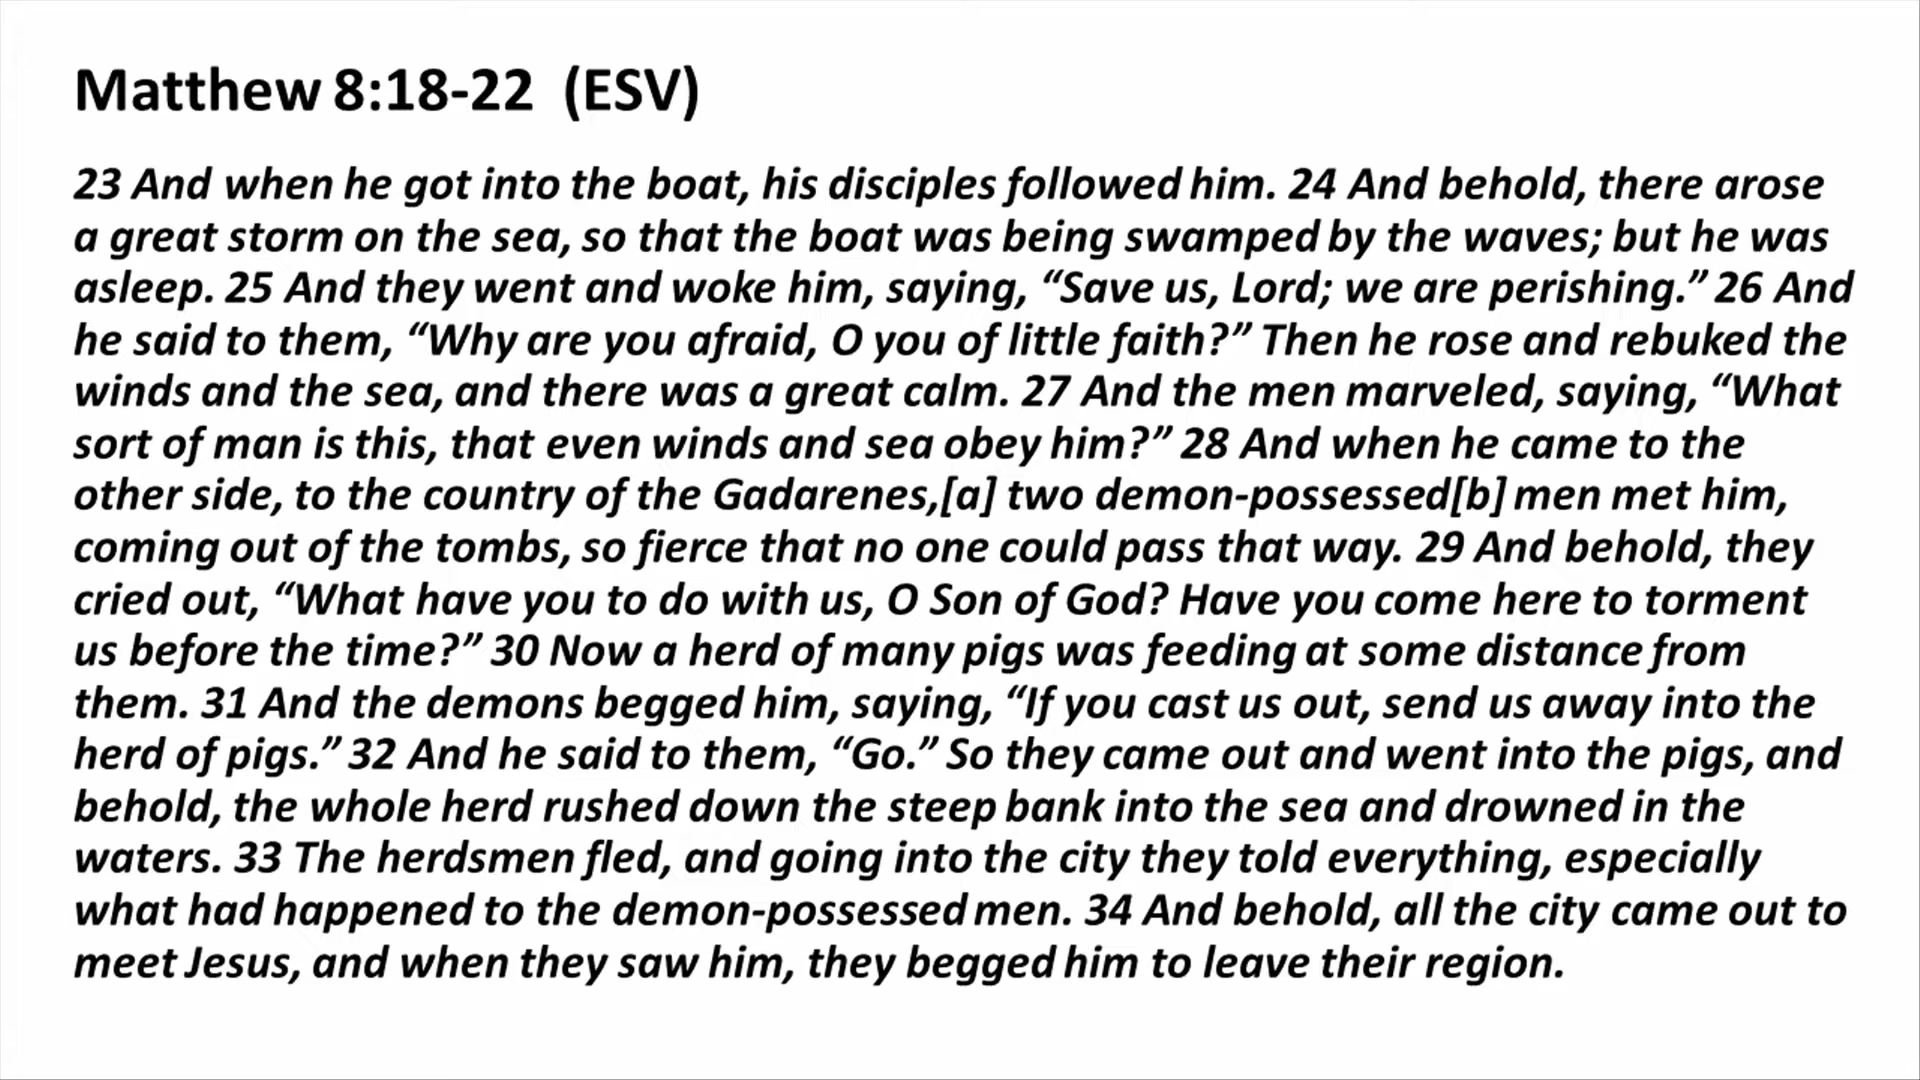 Matthew 8:18-22 (ESV)
23 And when he got into the boat, his disciples followed him. 24 And behold, there arose
a great storm on the sea, so that the boat was being swamped by the waves; but he was
asleep. 25 And they went and woke him, saying, “Save us, Lord; we are perishing.” 26 And
he said to them, “Why are you afraid, O you of little faith?” Then he rose and rebuked the
winds and the sea, and there was a great calm. 27 And the men marveled, saying, “What
sort of man is this, that even winds and sea obey him?” 28 And when he came to the
other side, to the country of the Gadarenes,[a] two demon-possessed[b] men met him,
coming out of the tombs, so fierce that no one could pass that way. 29 And behold, they
cried out, “What have you to do with us, O Son of God? Have you come here to torment
us before the time?” 30 Now a herd of many pigs was feeding at some distance from
them. 31 And the demons begged him, saying, “If you cast us out, send us away into the
herd of pigs.” 32 And he said to them, “Go.” So they came out and went into the pigs, and
behold, the whole herd rushed down the steep bank into the sea and drowned in the
waters. 33 The herdsmen fled, and going into the city they told everything, especially
what had happened to the demon-possessed men. 34 And behold, all the city came out to
meet Jesus, and when they saw him, they begged him to leave their region.